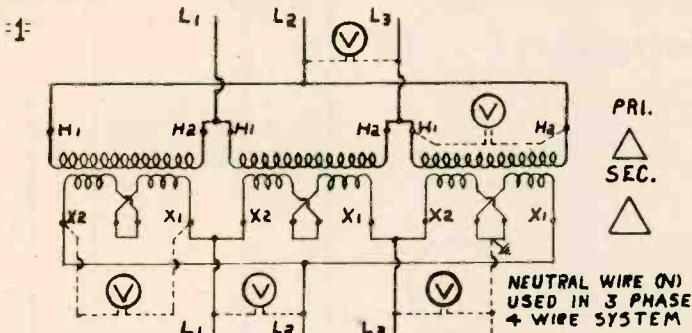 =1=
L1 L2 L3
V
V
H1 H2 H1 H2 H1 H2
PRI.
SEC.
X2 X1 X2 X1 X2 X1
V V V
NEUTRAL WIRE (N)
USED IN 3 PHASE
4 WIRE SYSTEM
L1 L2 L3